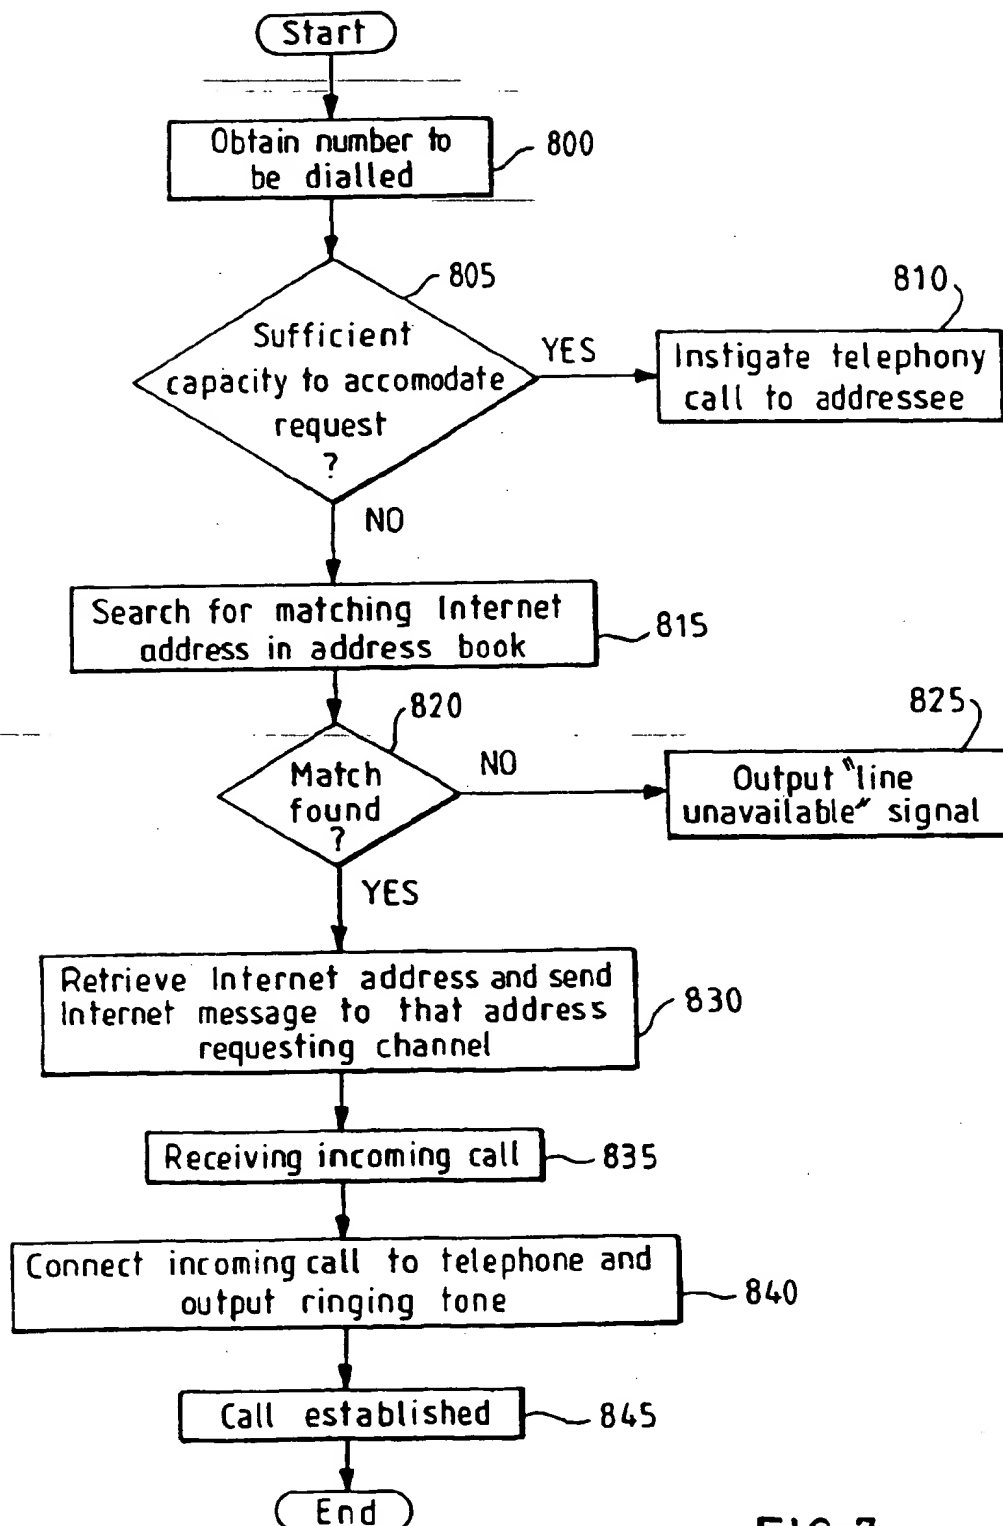 Start
Obtain number to
be dialled
800
805
Sufficient
capacity to accomodate
request
?
YES
810
Instigate telephony
call to addressee
NO
Search for matching Internet
address in address book
815
820
Match
found
?
NO
825
Output "line
unavailable" signal
YES
Retrieve Internet address and send
Internet message to that address
requesting channel
830
Receiving incoming call
835
Connect incoming call to telephone and
output ringing tone
840
Call established
845
End